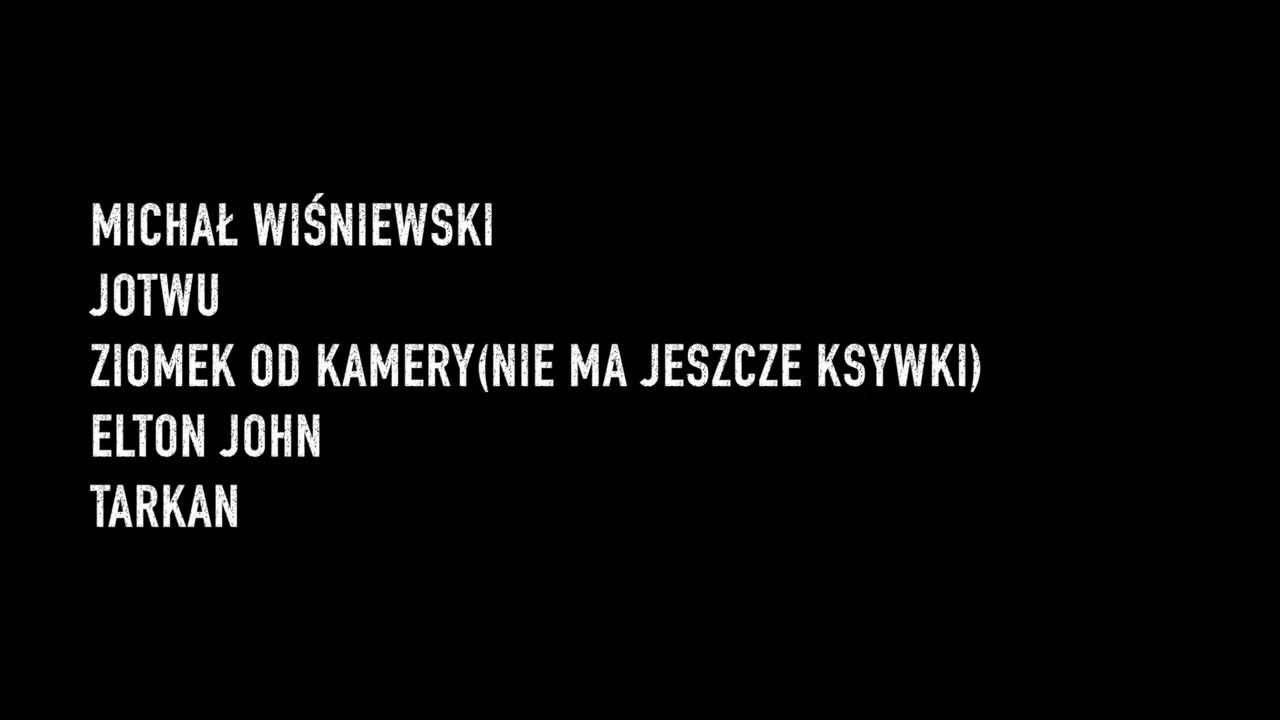 MICHAŁ WIŚNIEWSKI
JOTWU
ZIOMEK OD KAMERY(NIE MA JESZCZE KSYWKI)
ELTON JOHN
TARKAN